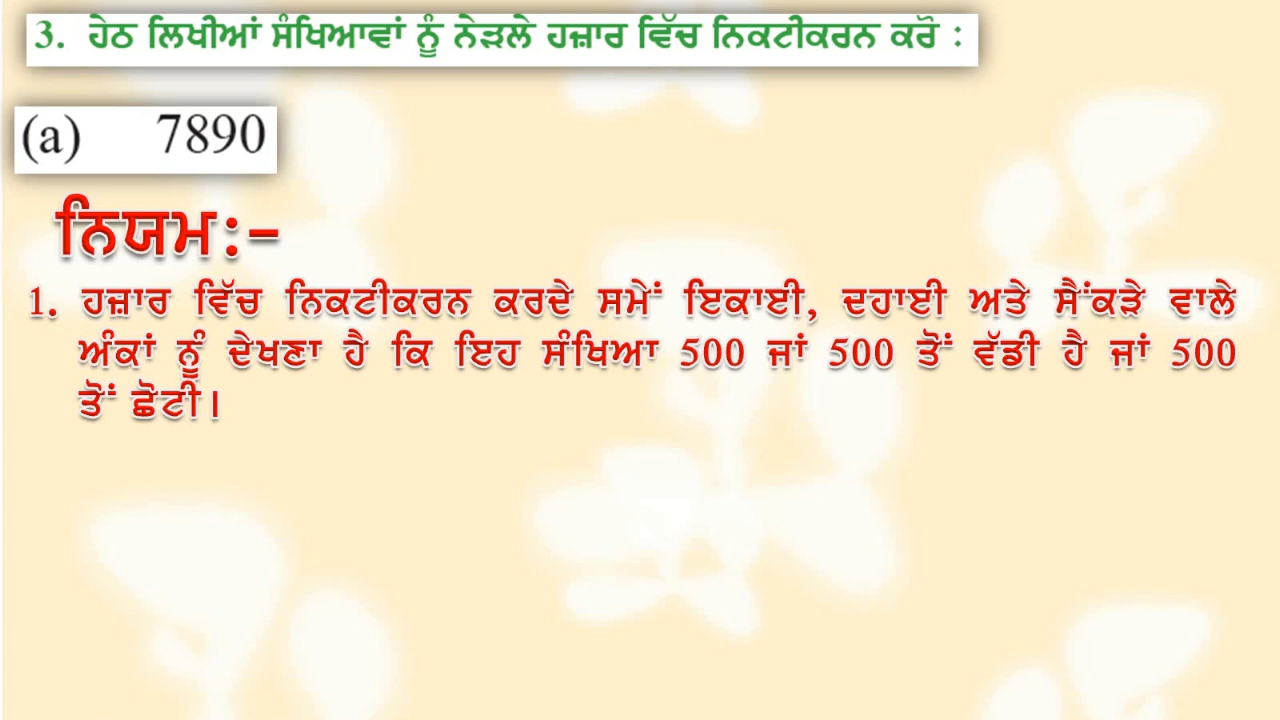 3. ਹੇਠ ਲਿਖੀਆਂ ਸੰਖਿਆਵਾਂ ਨੂੰ ਨੇੜਲੇ ਹਜ਼ਾਰ ਵਿੱਚ ਨਿਕਟੀਕਰਨ ਕਰੋ :
(a) 7890
ਨਿਯਮ:-
1. ਹਜ਼ਾਰ ਵਿੱਚ ਨਿਕਟੀਕਰਨ ਕਰਦੇ ਸਮੇਂ ਇਕਾਈ, ਦਹਾਈ ਅਤੇ ਸੈਂਕੜੇ ਵਾਲੇ
ਅੰਕਾਂ ਨੂੰ ਦੇਖਣਾ ਹੈ ਕਿ ਇਹ ਸੰਖਿਆ 500 ਜਾਂ 500 ਤੋਂ ਵੱਡੀ ਹੈ ਜਾਂ 500
ਤੋਂ ਛੋਟੀ।